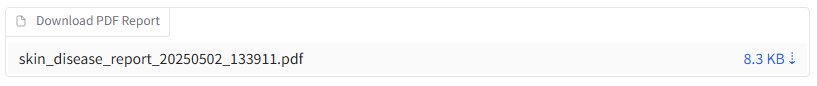 Download PDF Report
skin_disease_report_20250502_133911.pdf 8.3 KB ⇣